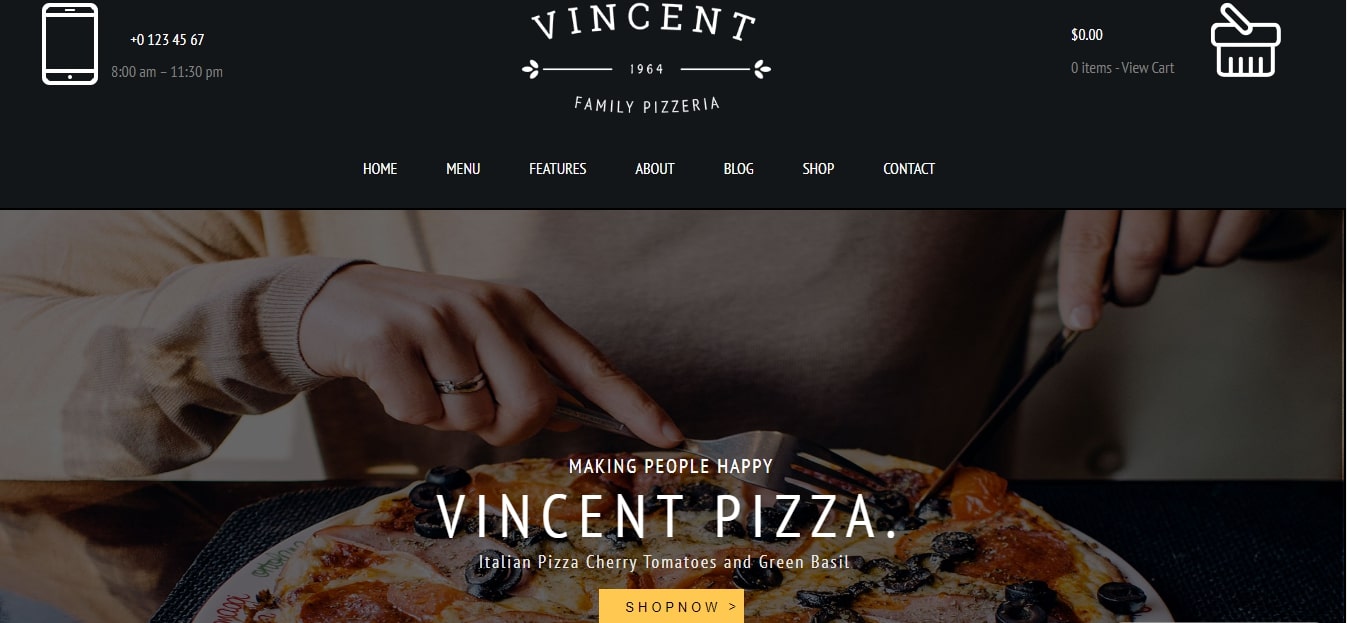 +0 123 45 67
8:00 am – 11:30 pm
VINCENT
1964
FAMILY PIZZERIA
$0.00
0 items - View Cart
HOME MENU FEATURES ABOUT BLOG SHOP CONTACT
MAKING PEOPLE HAPPY
VINCENT PIZZA.
Italian Pizza Cherry Tomatoes and Green Basil
SHOPNOW >